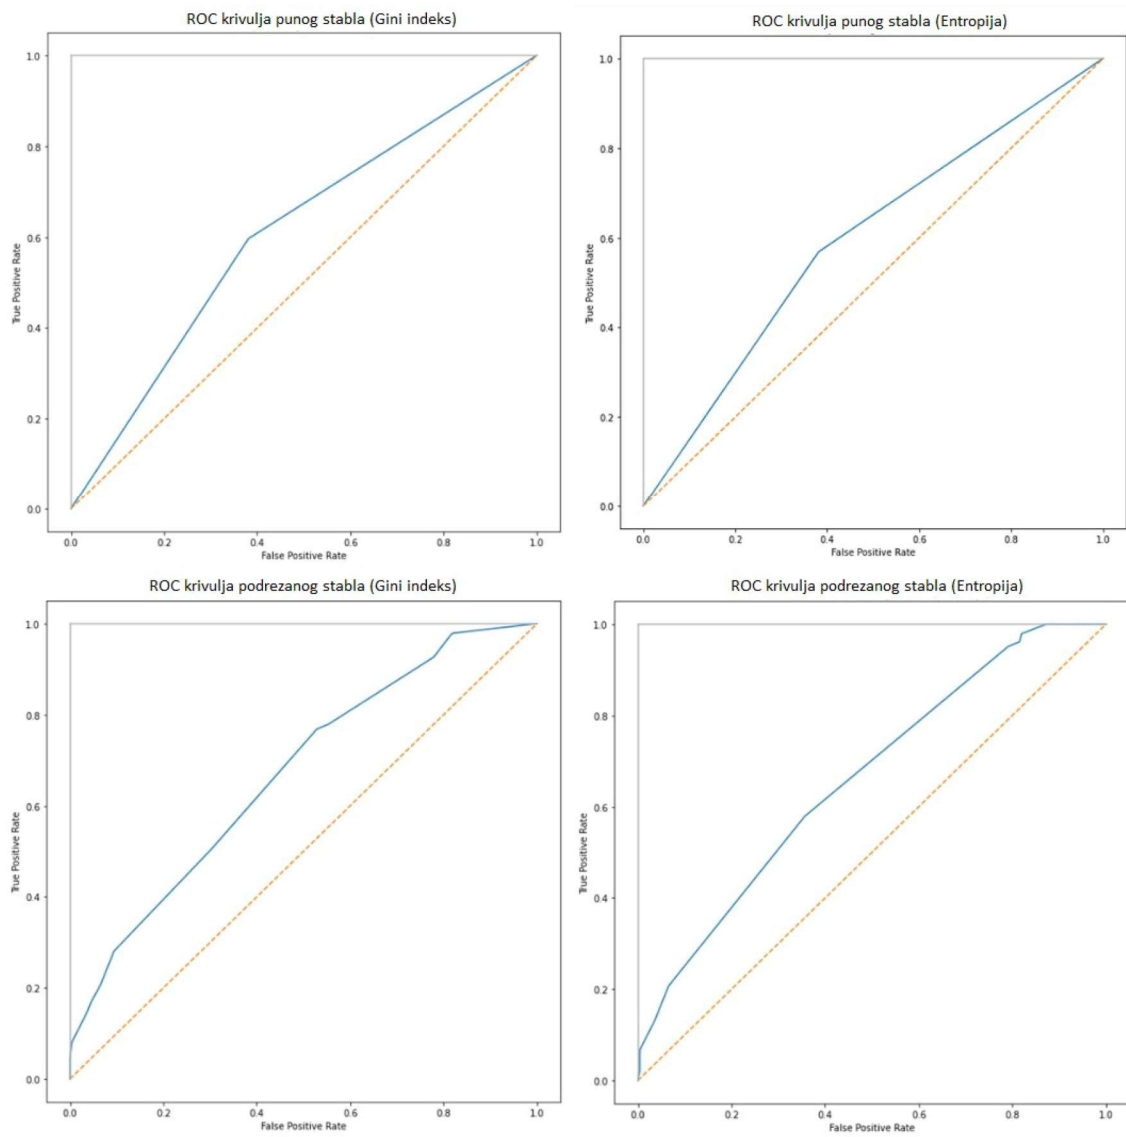 ROC krivulja punog stabla (Gini indeks)
1.0
0.8
0.6
0.4
0.2
0.0
True Positive Rate
0.0 0.2 0.4 0.6 0.8 1.0
False Positive Rate
ROC krivulja punog stabla (Entropija)
1.0
0.8
0.6
0.4
0.2
0.0
True Positive Rate
0.0 0.2 0.4 0.6 0.8 1.0
False Positive Rate
ROC krivulja podrezanog stabla (Gini indeks)
1.0
0.8
0.6
0.4
0.2
0.0
True Positive Rate
0.0 0.2 0.4 0.6 0.8 1.0
False Positive Rate
ROC krivulja podrezanog stabla (Entropija)
1.0
0.8
0.6
0.4
0.2
0.0
True Positive Rate
0.0 0.2 0.4 0.6 0.8 1.0
False Positive Rate